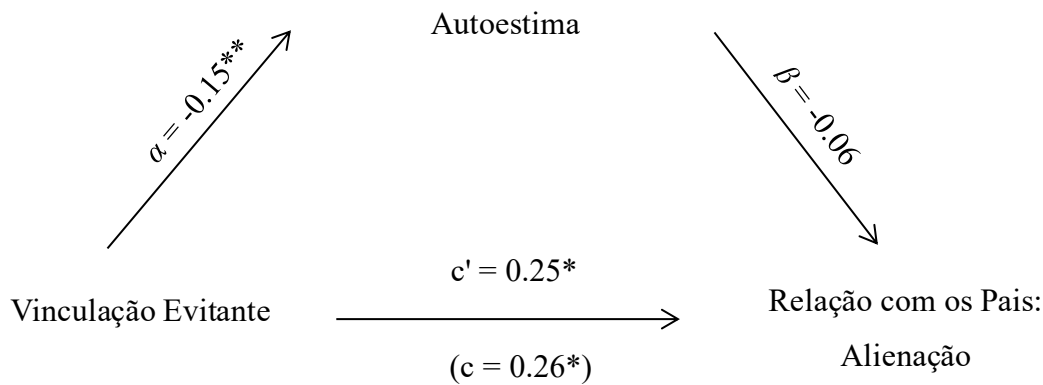 Autoestima
α = -0.15**
β = -0.06
c' = 0.25*
Vinculação Evitante
(c = 0.26*)
Relação com os Pais:
Alienação